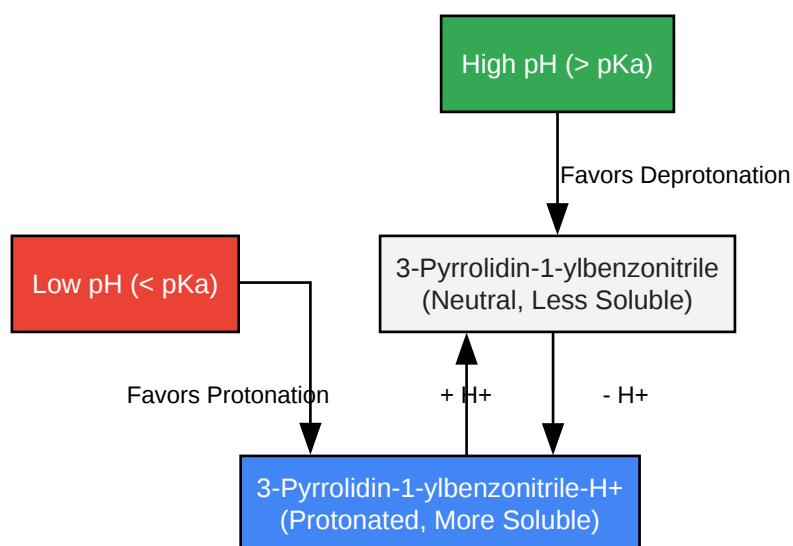 High pH (> pKa)
Favors Deprotonation
Low pH (< pKa)
3-Pyrrolidin-1-ylbenzonitrile
(Neutral, Less Soluble)
Favors Protonation
+ H+
- H+
3-Pyrrolidin-1-ylbenzonitrile-H+
(Protonated, More Soluble)